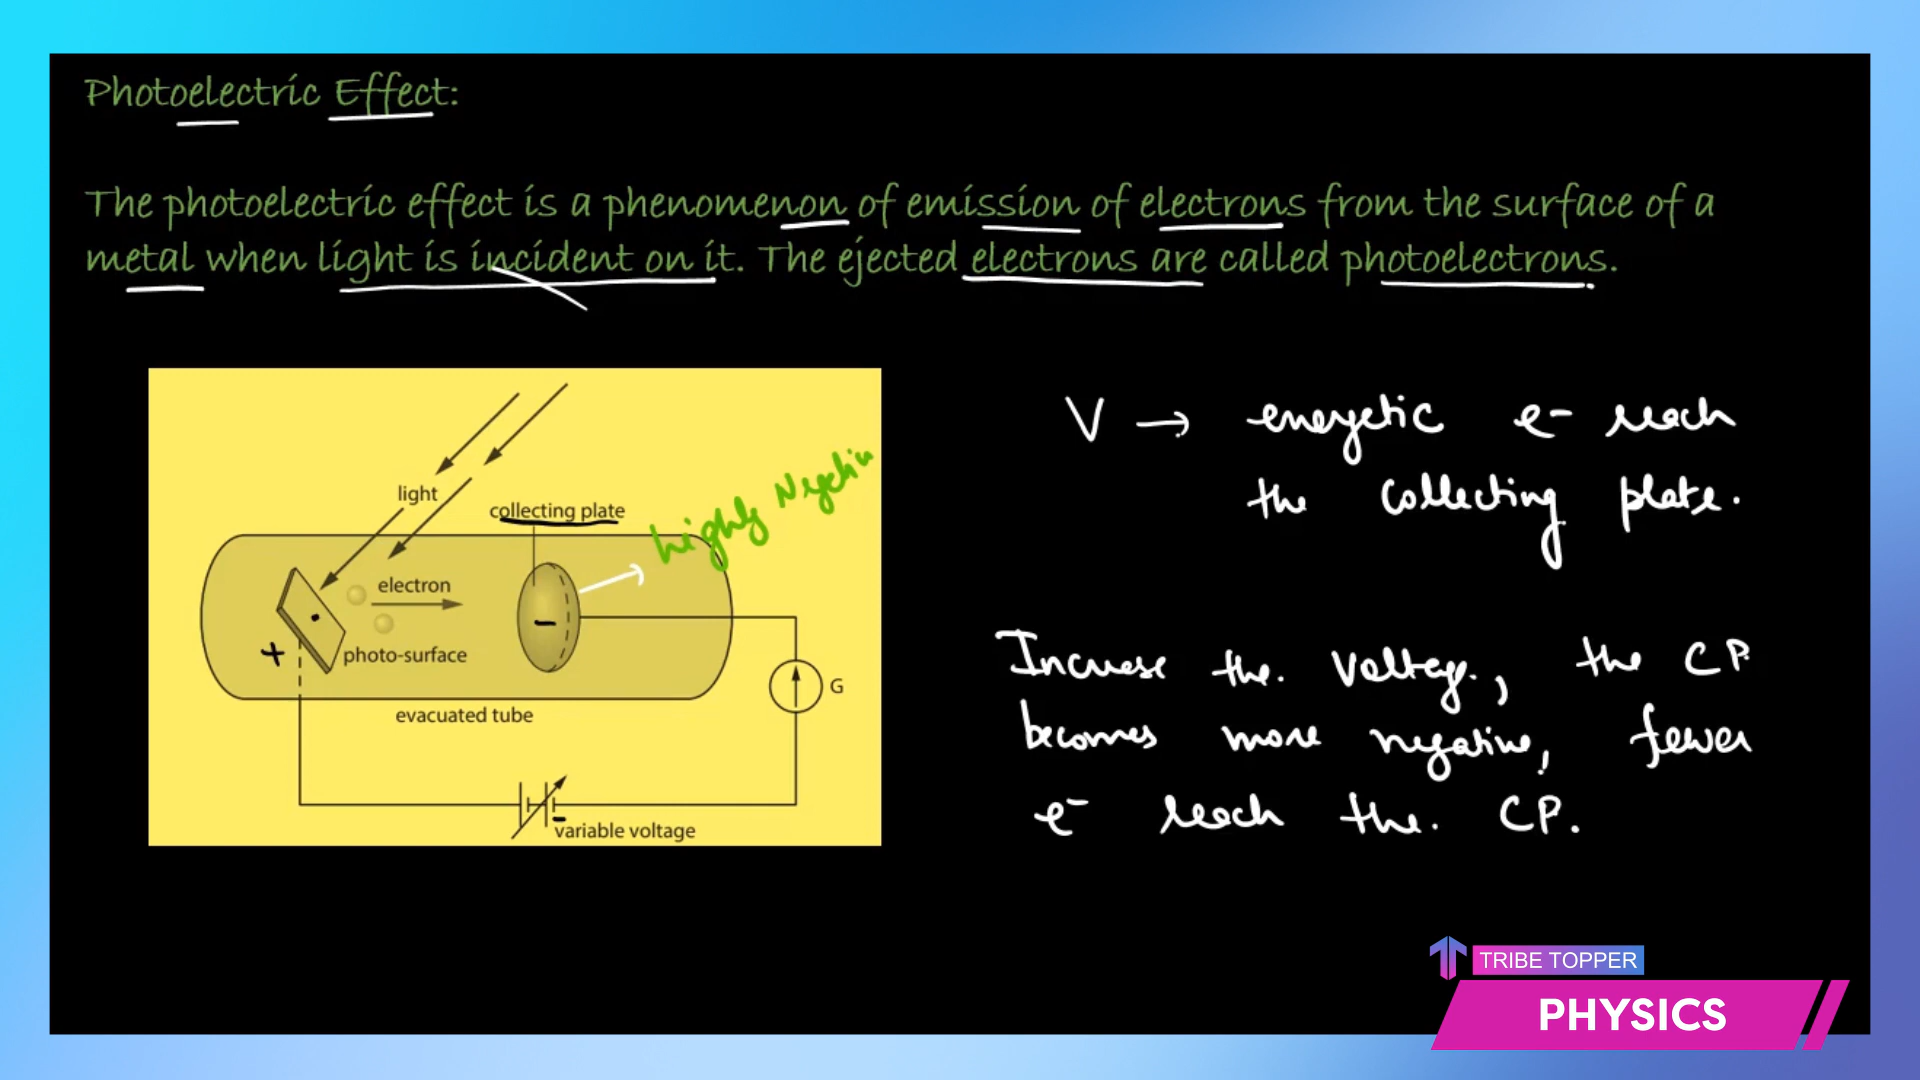 Photoelectric Effect:
The photoelectric effect is a phenomenon of emission of electrons from the surface of a
metal when light is incident on it. The ejected electrons are called photoelectrons.
light
collecting plate
highly
electron
+
-
photo-surface
evacuated tube
G
-
variable voltage
V → energetic e- reach
the collecting plate.
Increase the. Voltage., the CP
becomes more negative, fewer
e- reach the. CP.
TRIBE TOPPER
PHYSICS